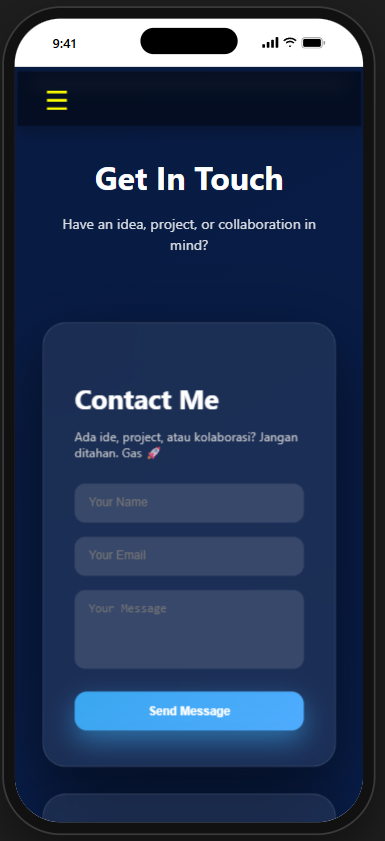 9:41
Get In Touch
Have an idea, project, or collaboration in
mind?
Contact Me
Ada ide, project, atau kolaborasi? Jangan
ditahan. Gas 🚀
Your Name
Your Email
Your Message
Send Message